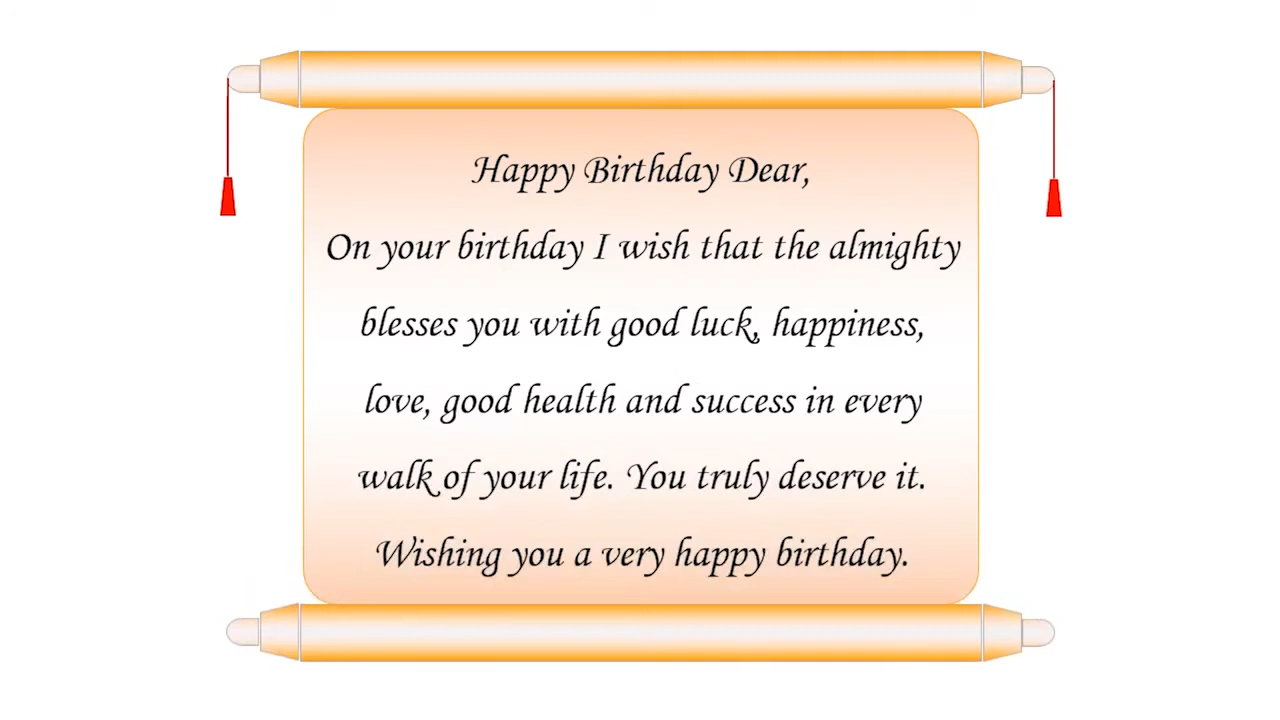 Happy Birthday Dear,
On your birthday I wish that the almighty
blesses you with good luck, happiness,
love, good health and success in every
walk of your life. You truly deserve it.
Wishing you a very happy birthday.